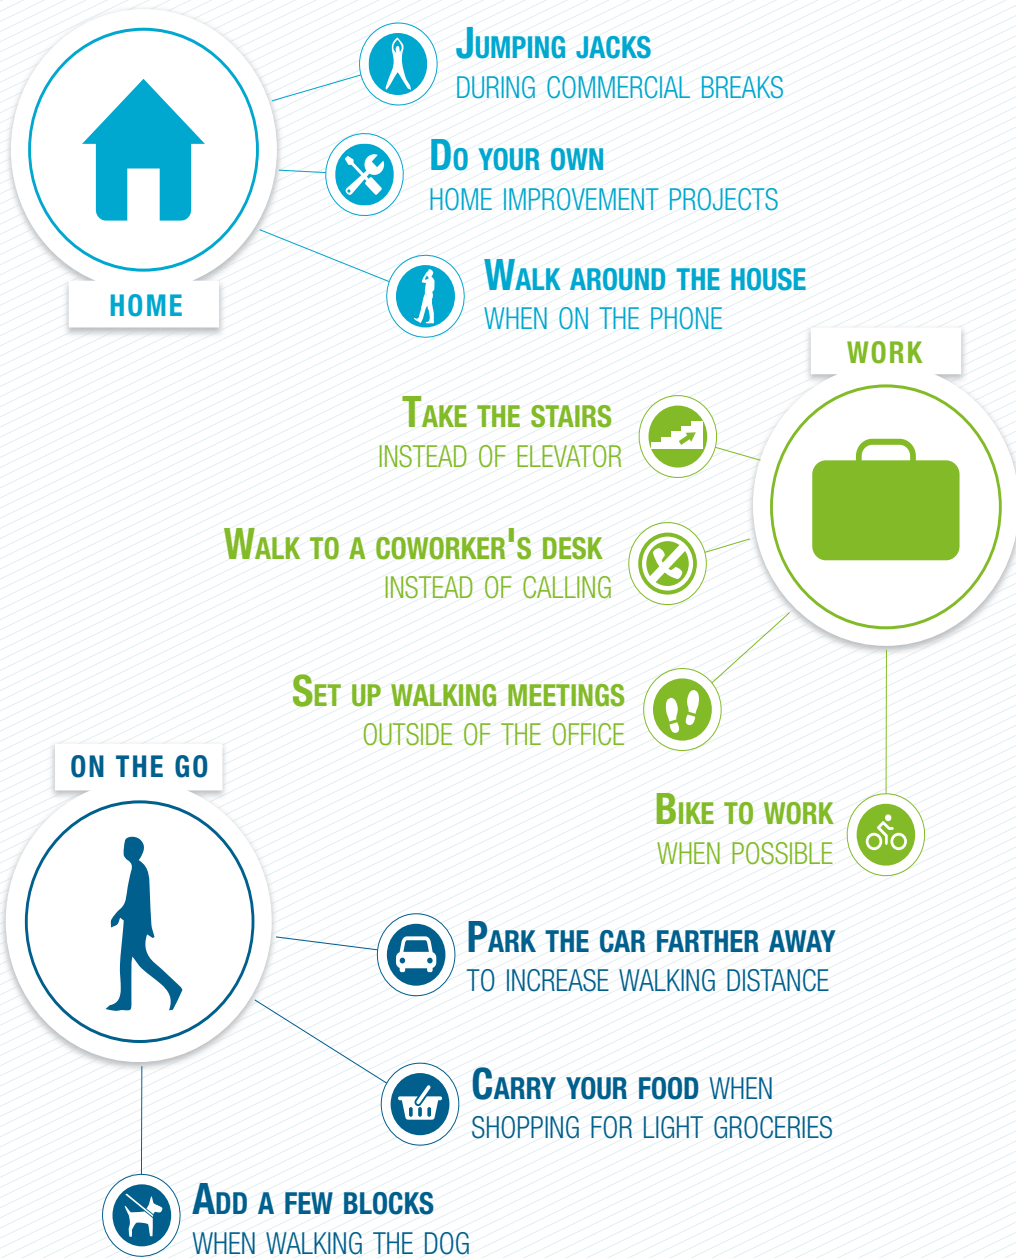 JUMPING JACKS
DURING COMMERCIAL BREAKS
DO YOUR OWN
HOME IMPROVEMENT PROJECTS
WALK AROUND THE HOUSE
WHEN ON THE PHONE
HOME
WORK
TAKE THE STAIRS
INSTEAD OF ELEVATOR
WALK TO A COWORKER'S DESK
INSTEAD OF CALLING
SET UP WALKING MEETINGS
OUTSIDE OF THE OFFICE
BIKE TO WORK
WHEN POSSIBLE
ON THE GO
PARK THE CAR FARTHER AWAY
TO INCREASE WALKING DISTANCE
CARRY YOUR FOOD WHEN
SHOPPING FOR LIGHT GROCERIES
ADD A FEW BLOCKS
WHEN WALKING THE DOG